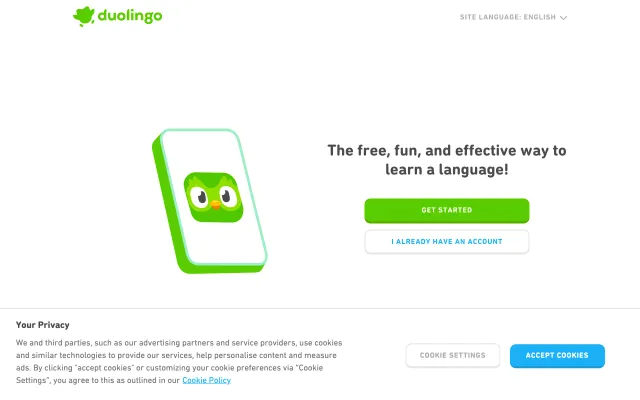 duolingo
SITE LANGUAGE: ENGLISH
The free, fun, and effective way to
learn a language!
GET STARTED
I ALREADY HAVE AN ACCOUNT
Your Privacy
We and third parties, such as our advertising partners and service providers, use cookies
and similar technologies to provide our services, help personalise content and measure
ads. By clicking "accept cookies" or customizing your cookie preferences via "Cookie
Settings", you agree to this as outlined in our Cookie Policy
COOKIE SETTINGS
ACCEPT COOKIES